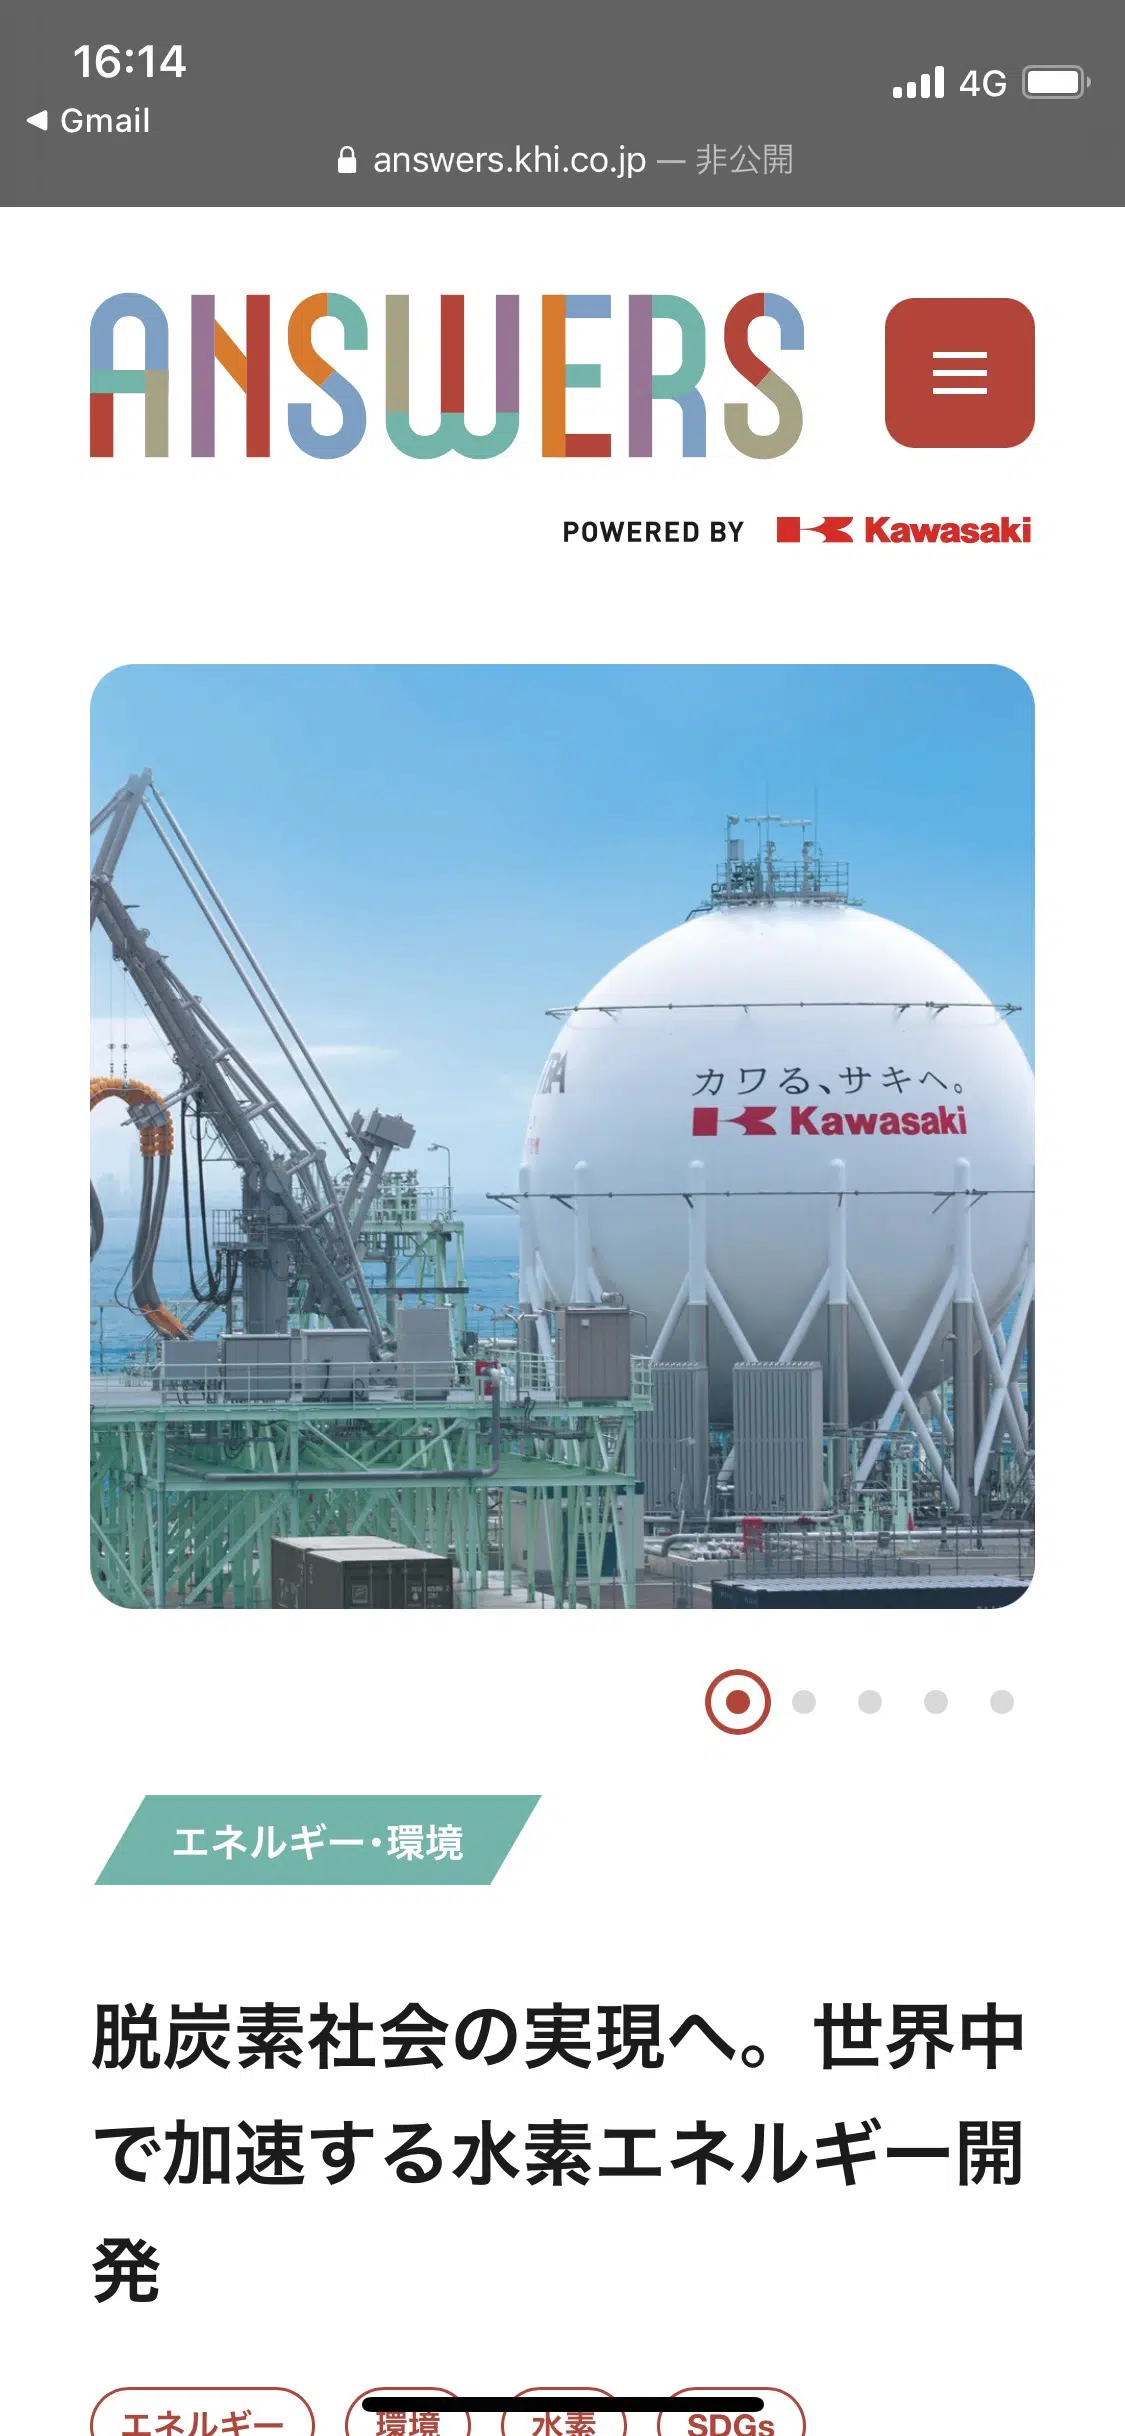 16:14
4G
Gmail
answers.khi.co.jp — 非公開
ANSWERS
POWERED BY Kawasaki
カワる、サキへ。
Kawasaki
エネルギー・環境
脱炭素社会の実現へ。世界中
で加速する水素エネルギー開
発
エネルギー 環境 水素 SDGs